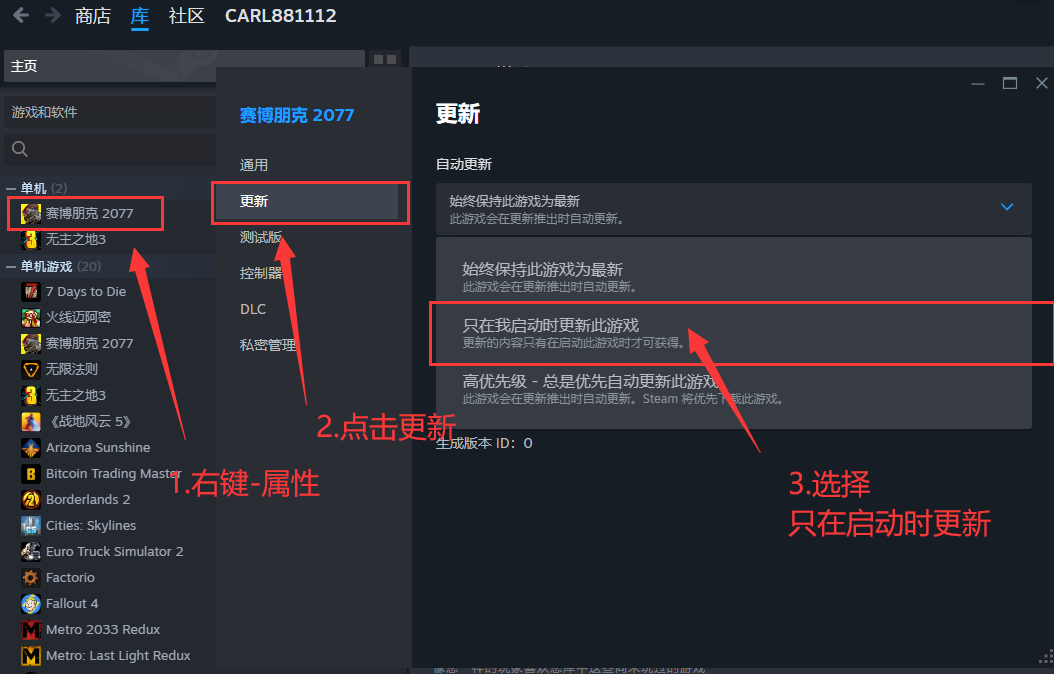 商店 库 社区 CARL881112
主页
游戏和软件
单机 (2)
赛博朋克 2077
无主之地3
单机游戏 (20)
7 Days to Die
火线迈阿密
赛博朋克 2077
无限法则
无主之地3
《战地风云 5》
Arizona Sunshine
Bitcoin Trading Master
Borderlands 2
Cities: Skylines
Euro Truck Simulator 2
Factorio
Fallout 4
Metro 2033 Redux
Metro: Last Light Redux
赛博朋克 2077
通用
更新
测试版
控制器
DLC
私密管理
更新
自动更新
始终保持此游戏为最新
此游戏会在更新推出时自动更新。
始终保持此游戏为最新
此游戏会在更新推出时自动更新。
只在我启动时更新此游戏
更新的内容只有在启动此游戏时才可获得。
高优先级 - 总是优先自动更新此游戏
此游戏会在更新推出时自动更新。Steam 将优先下载此游戏。
生成版本 ID：0
1.右键-属性
2.点击更新
3.选择
只在启动时更新